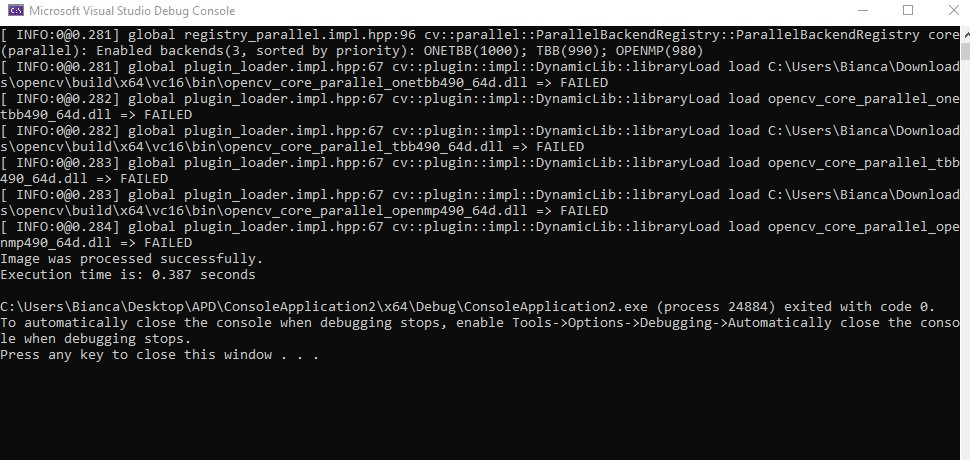 Microsoft Visual Studio Debug Console
[ INFO:0@0.281] global registry_parallel.impl.hpp:96 cv::parallel::ParallelBackendRegistry::ParallelBackendRegistry core
(parallel): Enabled backends(3, sorted by priority): ONETBB(1000); TBB(990); OPENMP(980)
[ INFO:0@0.281] global plugin_loader.impl.hpp:67 cv::plugin::impl::DynamicLib::libraryLoad load C:\Users\Bianca\Download
s\opencv\build\x64\vc16\bin\opencv_core_parallel_onetbb490_64d.dll => FAILED
[ INFO:0@0.282] global plugin_loader.impl.hpp:67 cv::plugin::impl::DynamicLib::libraryLoad load opencv_core_parallel_one
tbb490_64d.dll => FAILED
[ INFO:0@0.282] global plugin_loader.impl.hpp:67 cv::plugin::impl::DynamicLib::libraryLoad load C:\Users\Bianca\Download
s\opencv\build\x64\vc16\bin\opencv_core_parallel_tbb490_64d.dll => FAILED
[ INFO:0@0.283] global plugin_loader.impl.hpp:67 cv::plugin::impl::DynamicLib::libraryLoad load opencv_core_parallel_tbb
490_64d.dll => FAILED
[ INFO:0@0.283] global plugin_loader.impl.hpp:67 cv::plugin::impl::DynamicLib::libraryLoad load C:\Users\Bianca\Download
s\opencv\build\x64\vc16\bin\opencv_core_parallel_openmp490_64d.dll => FAILED
[ INFO:0@0.284] global plugin_loader.impl.hpp:67 cv::plugin::impl::DynamicLib::libraryLoad load opencv_core_parallel_ope
nmp490_64d.dll => FAILED
Image was processed successfully.
Execution time is: 0.387 seconds
C:\Users\Bianca\Desktop\APD\ConsoleApplication2\x64\Debug\ConsoleApplication2.exe (process 24884) exited with code 0.
To automatically close the console when debugging stops, enable Tools->Options->Debugging->Automatically close the conso
le when debugging stops.
Press any key to close this window . . .